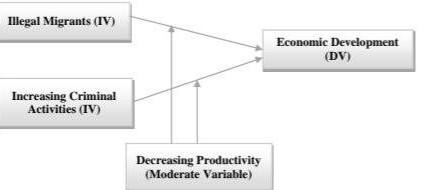 Illegal Migrants (IV)
Economic Development
(DV)
Increasing Criminal
Activities (IV)
Decreasing Productivity
(Moderate Variable)